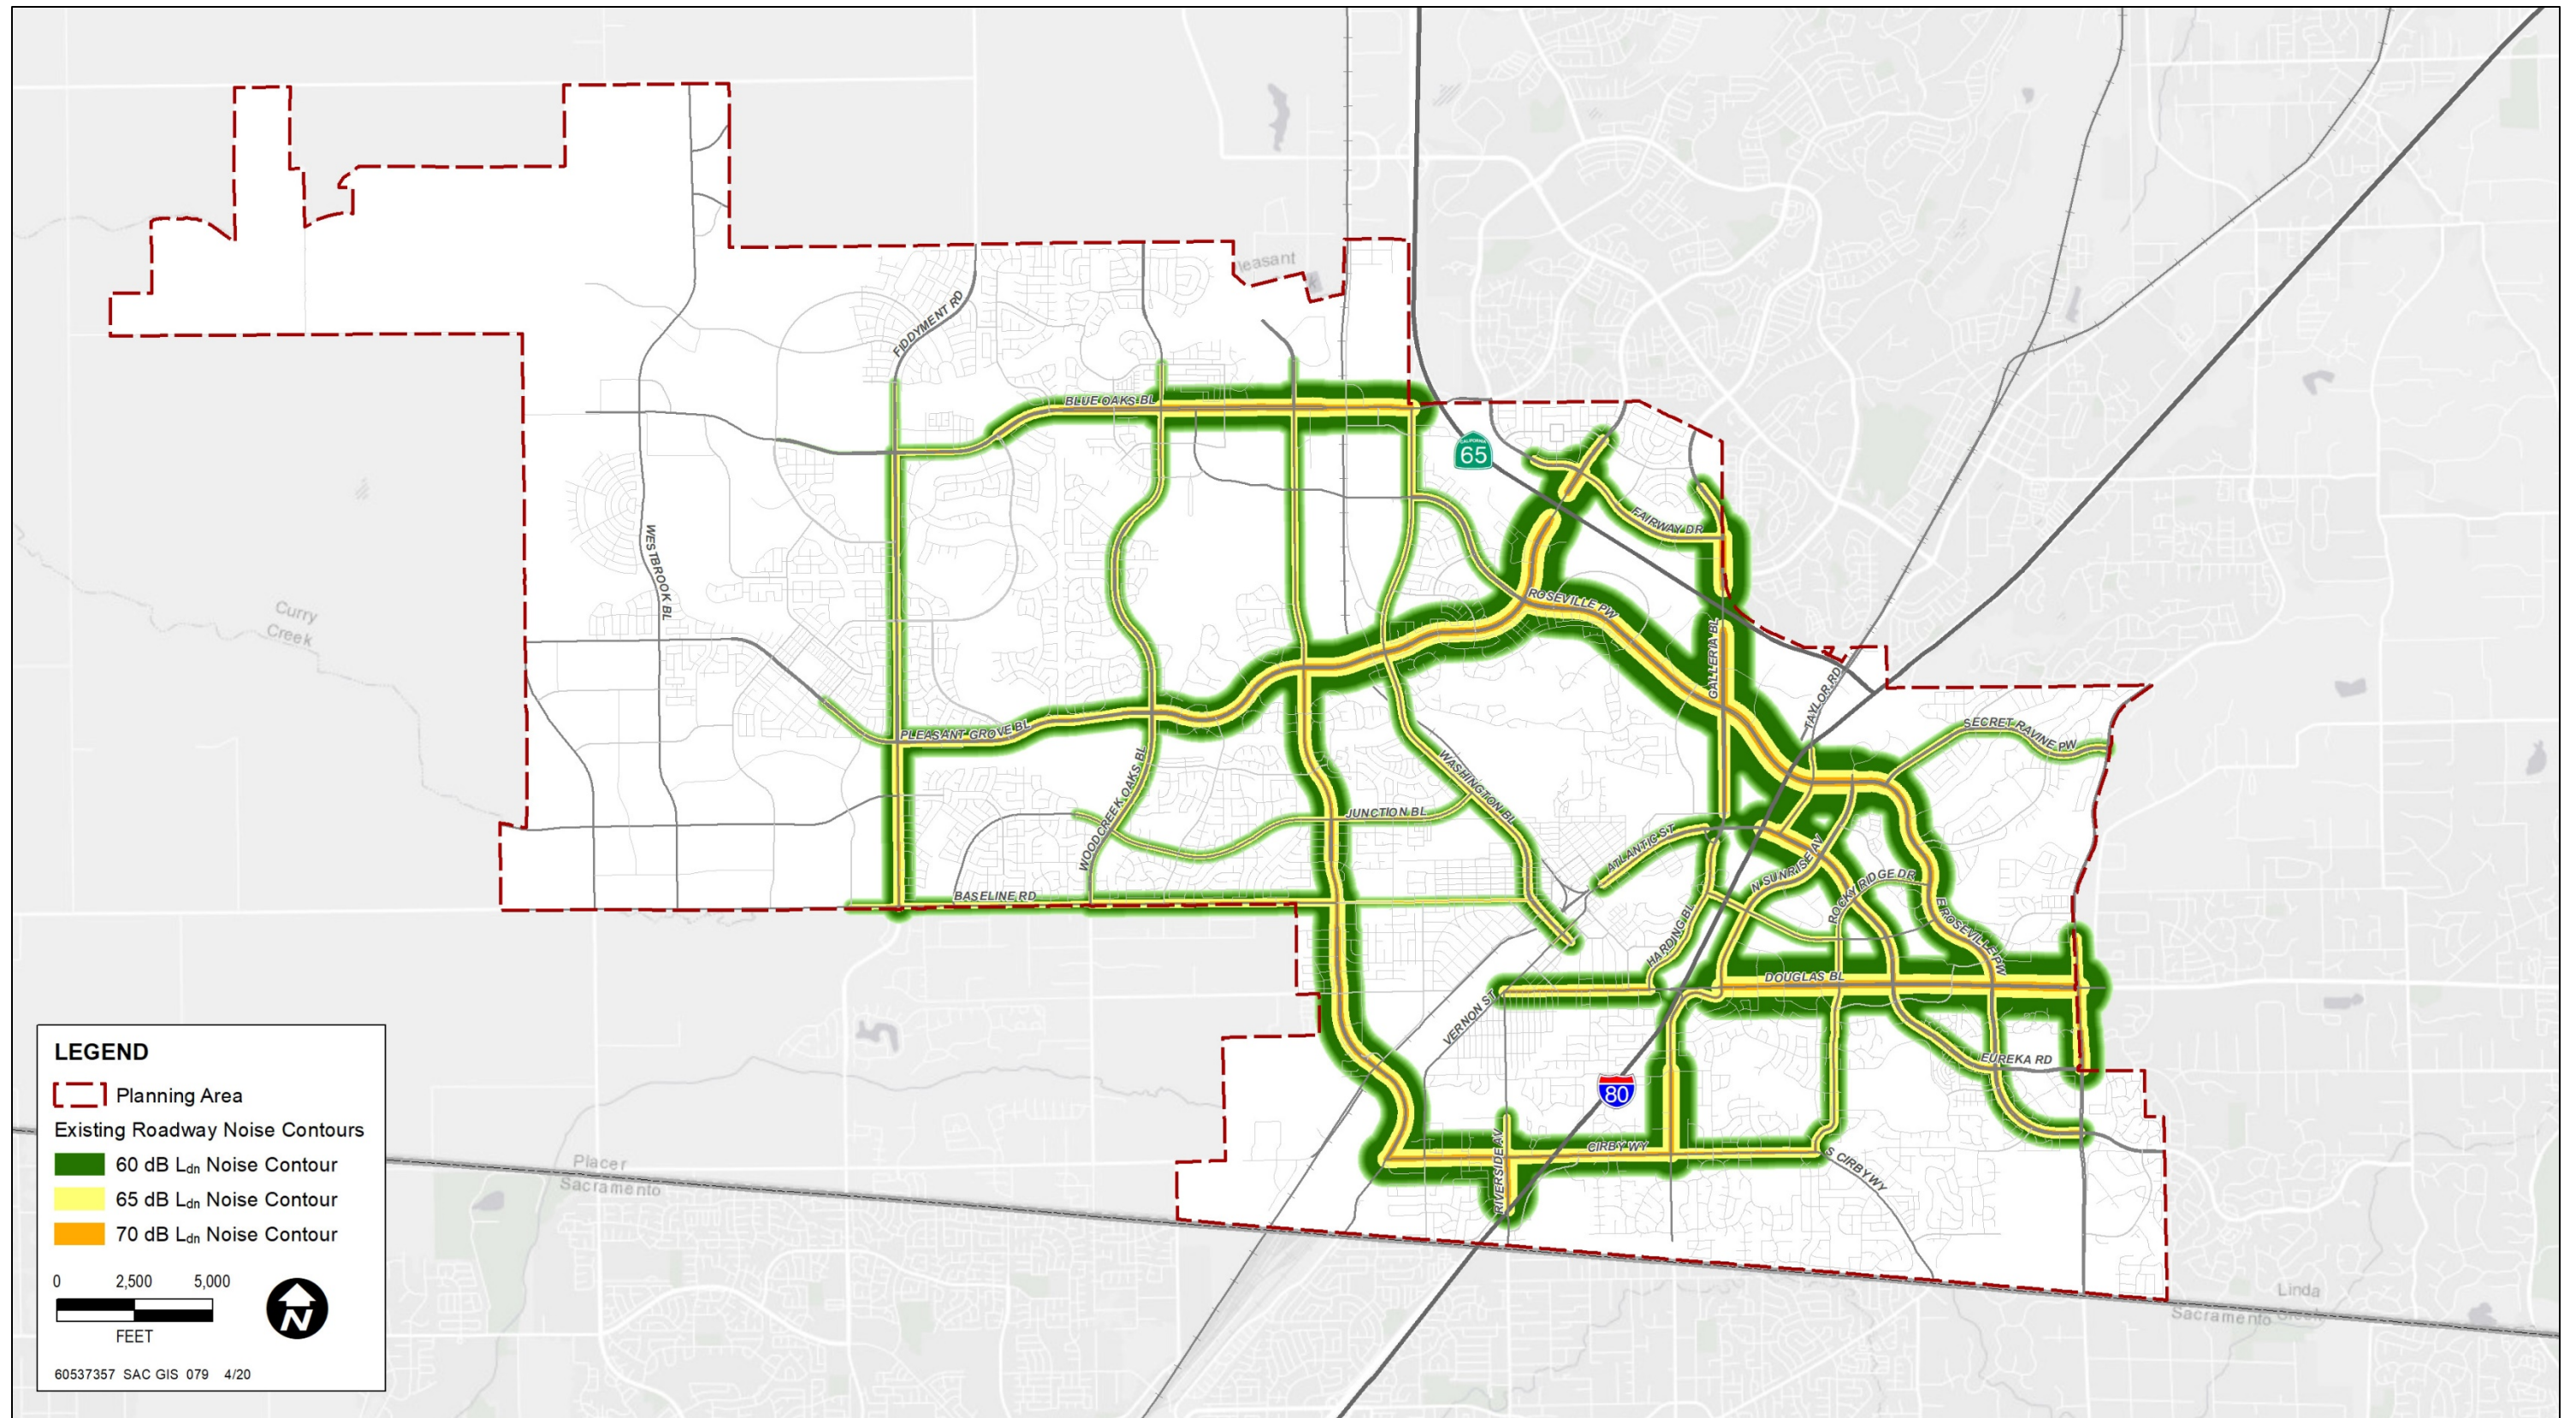 Pleasant
FIDDYMENT RD
BLUE OAKS BL
CALIFORNIA
65
FAIRWAY DR
WESTBROOK BL
ROSEVILLE PW
Curry
Creek
GALLERIA BL
TAYLOR RD
SECRET RAVINE PW
PLEASANT GROVE BL
WOODCREEK OAKS BL
WASHINGTON BL
JUNCTION BL
ATLANTIC ST
N SUNRISE AV
ROCKY RIDGE DR
BASELINE RD
HARDING BL
E ROSEVILLE PW
DOUGLAS BL
VERNON ST
EUREKA RD
80
RIVERSIDE AV
CIRBY WY
S CIRBY WY
Placer
Sacramento
Linda
Creek
Sacramento
LEGEND
Planning Area
Existing Roadway Noise Contours
60 dB Ldn Noise Contour
65 dB Ldn Noise Contour
70 dB Ldn Noise Contour
0 2,500 5,000
FEET
N
60537357 SAC GIS 079 4/20